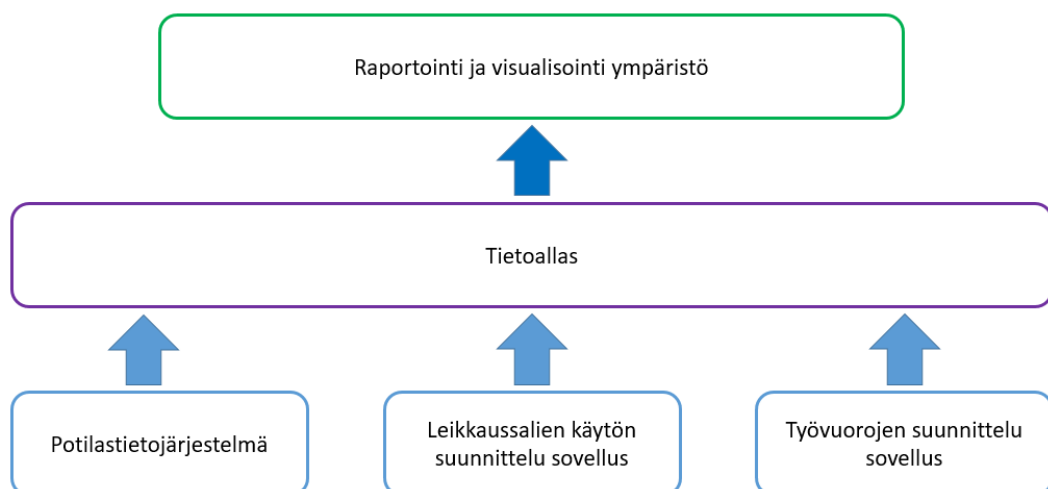 Raportointi ja visualisointi ympäristö
Tietoallas
Potilastietojärjestelmä
Leikkaussalien käytön
suunnittelu sovellus
Työvuorojen suunnittelu
sovellus